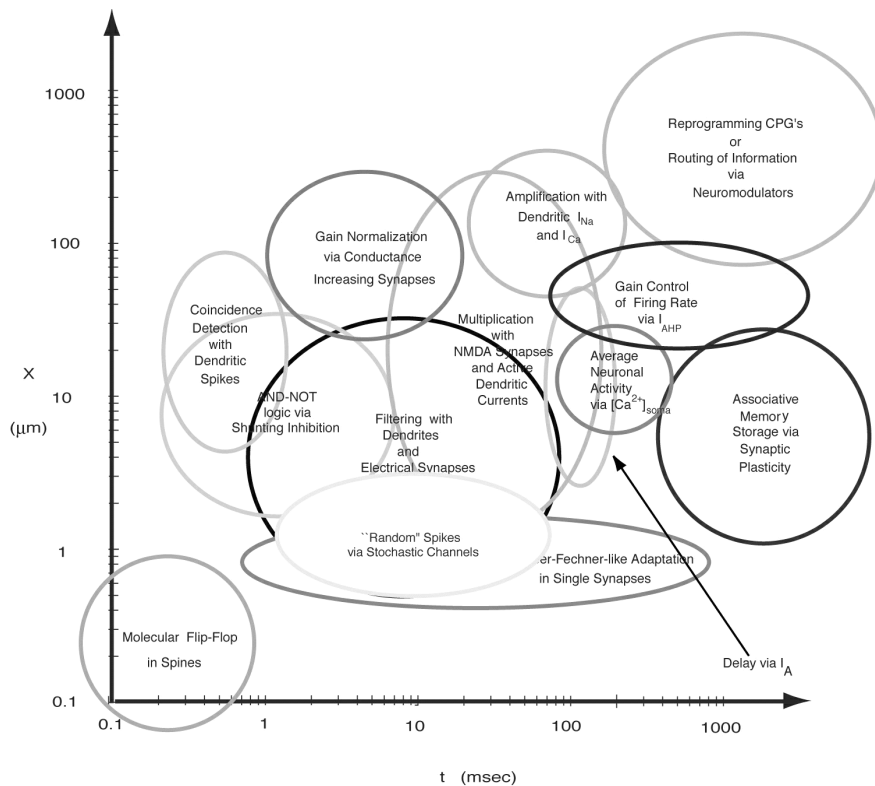 1000
100
10
1
0.1
X
(μm)
Reprogramming CPG's
or
Routing of Information
via
Neuromodulators
Amplification with
Dendritic I Na
and I Ca
Gain Normalization
via Conductance
Increasing Synapses
Gain Control
of Firing Rate
via I AHP
Coincidence
Detection
with
Dendritic
Spikes
Multiplication
with
NMDA Synapses
and Active
Dendritic
Currents
Average
Neuronal
Activity
via [Ca2+]soma
AND-NOT
logic via
Shunting Inhibition
Filtering with
Dendrites
and
Electrical Synapses
Associative
Memory
Storage via
Synaptic
Plasticity
``Random" Spikes
via Stochastic Channels
er-Fechner-like Adaptation
in Single Synapses
Molecular Flip-Flop
in Spines
Delay via I A
0.1
1
10
100
1000
t (msec)